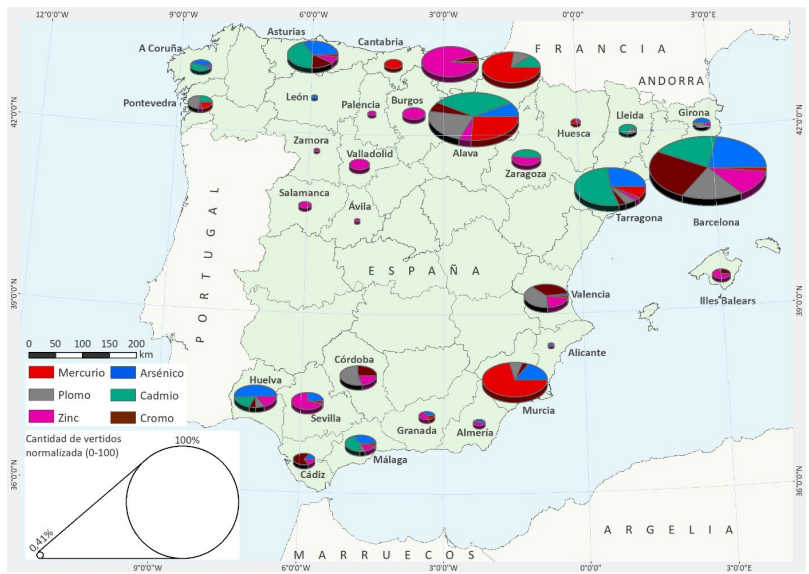 12°0'0"O
9°0'0"O
6°0'0"O
3°0'0"O
0°0'0"
3°0'0"E
Asturias
A Coruña
Cantabria
FRANCIA
ANDORRA
Pontevedra
León
Palencia
Burgos
Huesca
Lleida
Girona
42°0'0"N
42°0'0"N
Zamora
Valladolid
Alava
Zaragoza
Salamanca
Ávila
Tarragona
Barcelona
PORTUGAL
ESPAÑA
39°0'0"N
39°0'0"N
Valencia
Illes Balears
0 50 100 150 200
km
Alicante
Mercurio
Arsénico
Plomo
Cadmio
Zinc
Cromo
Córdoba
Huelva
Sevilla
Murcia
Granada
Almería
Málaga
Cádiz
Cantidad de vertidos
normalizada (0-100)
100%
0,41%
36°0'0"N
36°0'0"N
MARRUECOS
ARGELIA
9°0'0"O
6°0'0"O
3°0'0"O
0°0'0"
3°0'0"E